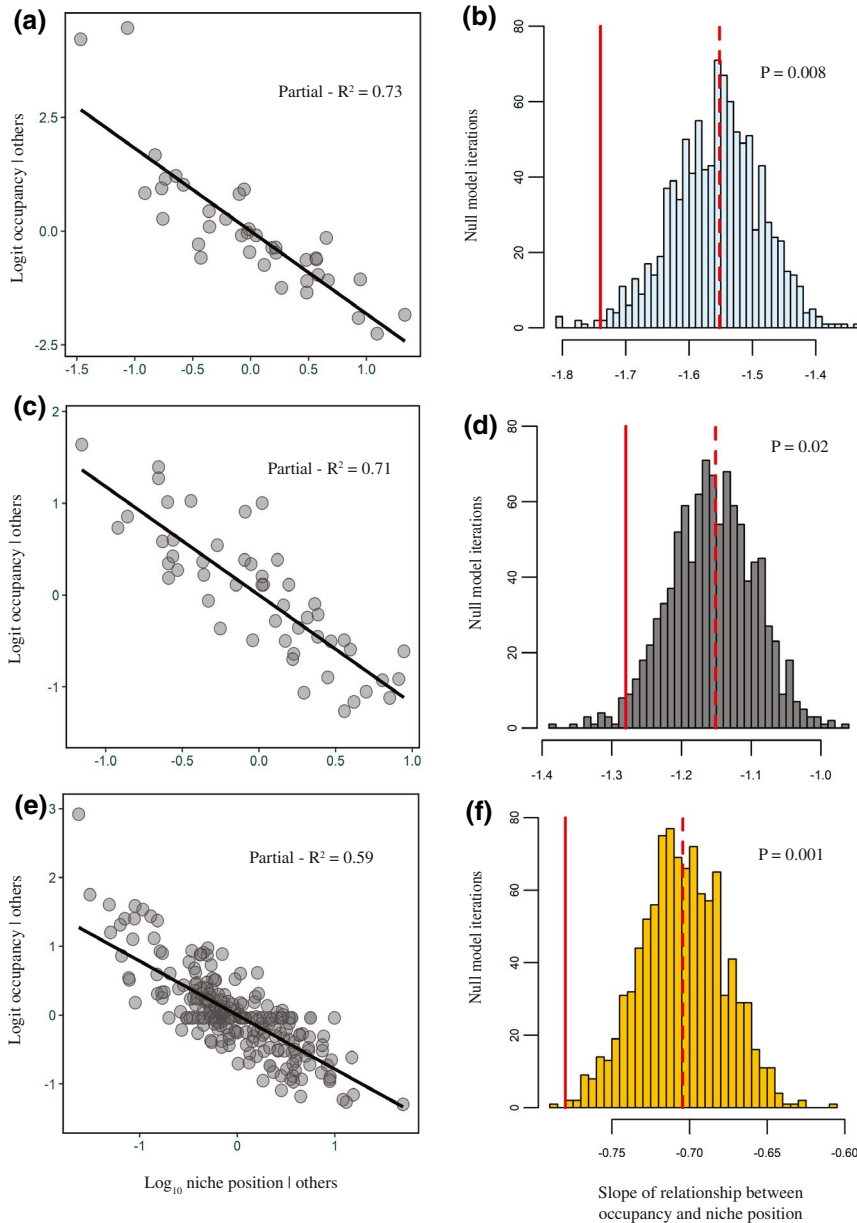 (a)
Logit occupancy | others
2.5
0.0
-2.5
Partial - R² = 0.73
-1.5
-1.0
-0.5
0.0
0.5
1.0
(b)
Null model iterations
80
60
40
20
0
P = 0.008
-1.8
-1.7
-1.6
-1.5
-1.4
(c)
Logit occupancy | others
2
1
0
-1
Partial - R² = 0.71
-1.0
-0.5
0.0
0.5
1.0
(d)
Null model iterations
80
60
40
20
0
P = 0.02
-1.4
-1.3
-1.2
-1.1
-1.0
(e)
Logit occupancy | others
3
2
1
0
-1
Partial - R² = 0.59
-1
0
1
Log₁₀ niche position | others
(f)
Null model iterations
80
60
40
20
0
P = 0.001
-0.75
-0.70
-0.65
-0.60
Slope of relationship between
occupancy and niche position